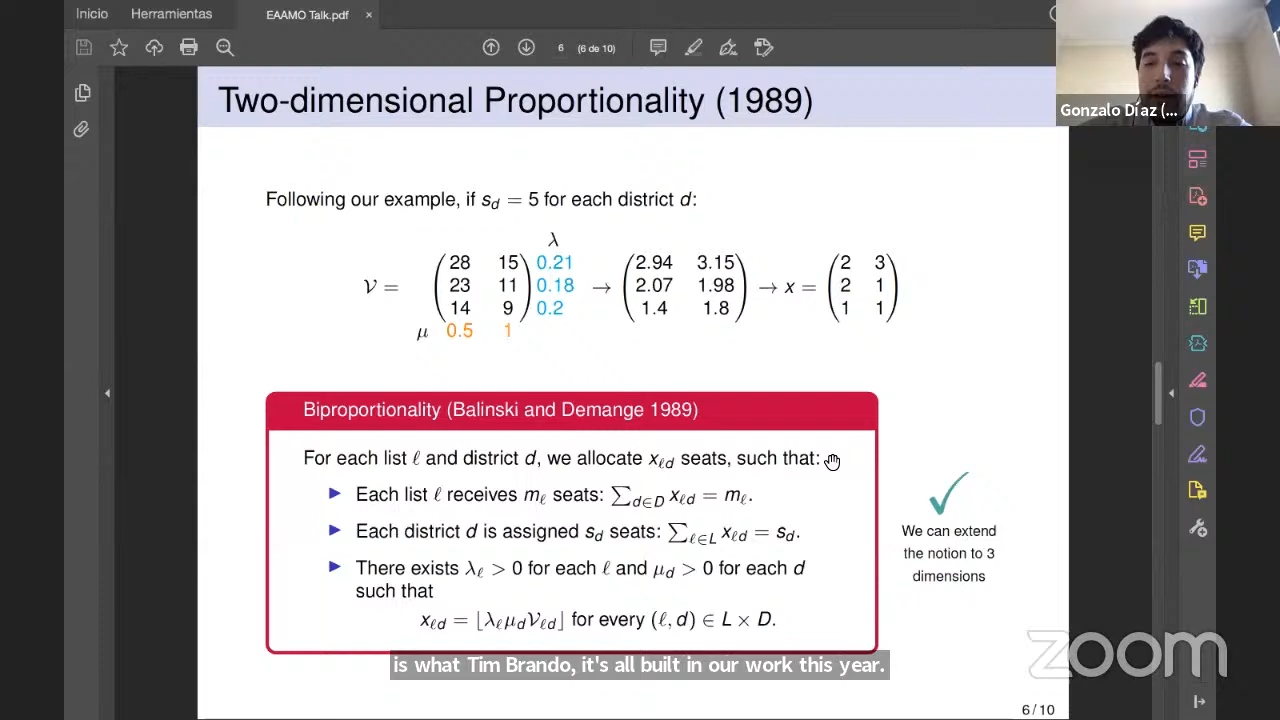 Inicio
Herramientas
EAAMO Talk.pdf
×
6
(6 de 10)
Gonzalo Díaz (...
Two-dimensional Proportionality (1989)
Following our example, if s_d = 5 for each district d:
λ
28 15 0.21 2.94 3.15 2 3
𝒱 = 23 11 0.18 → 2.07 1.98 → x = 2 1
14 9 0.2 1.4 1.8 1 1
μ 0.5 1
Biproportionality (Balinski and Demange 1989)
For each list ℓ and district d, we allocate x_ℓd seats, such that:
▶ Each list ℓ receives m_ℓ seats: ∑_{d∈D} x_ℓd = m_ℓ.
▶ Each district d is assigned s_d seats: ∑_{ℓ∈L} x_ℓd = s_d.
▶ There exists λ_ℓ > 0 for each ℓ and μ_d > 0 for each d
such that
x_ℓd = ⌊λ_ℓ μ_d 𝒱_ℓd⌋ for every (ℓ, d) ∈ L × D.
We can extend
the notion to 3
dimensions
is what Tim Brando, it's all built in our work this year.
zoom
6/10